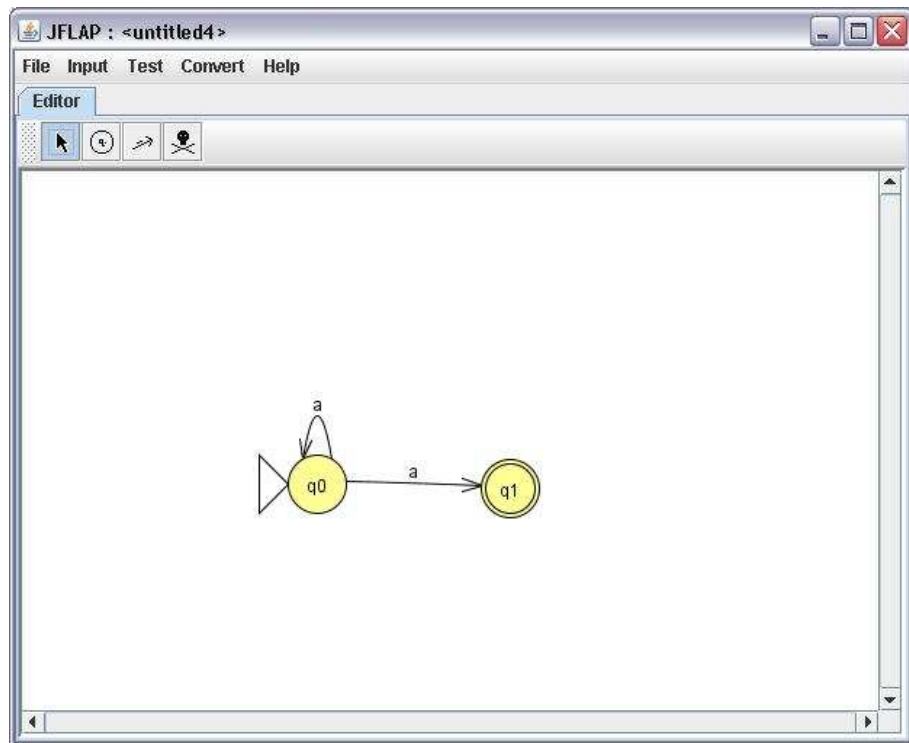 JFLAP : <untitled4>
File Input Test Convert Help
Editor
q
a
a
q0
q1